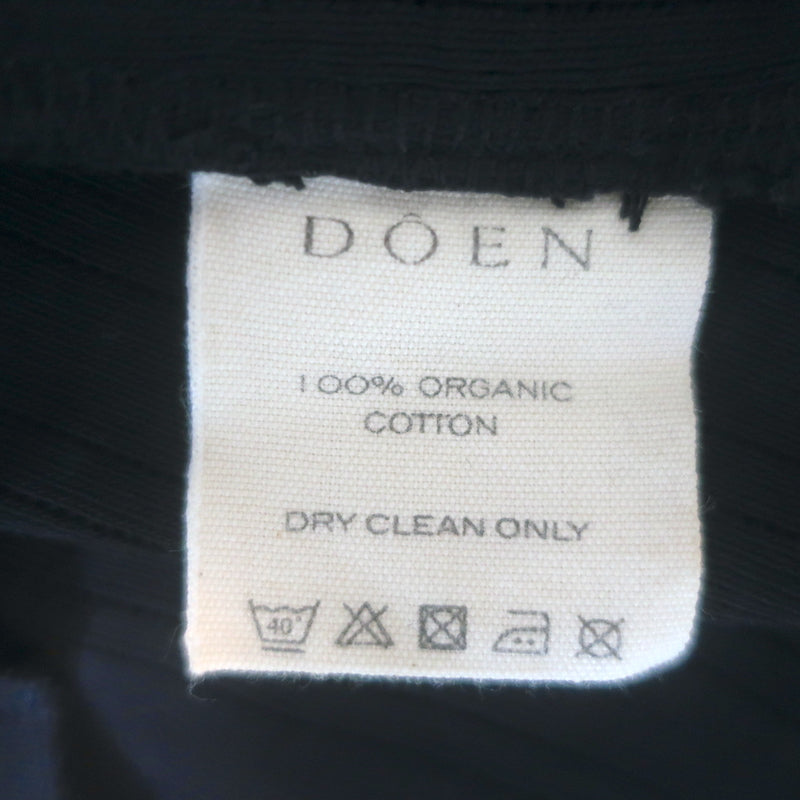 DÔEN
100% ORGANIC
COTTON
DRY CLEAN ONLY
40°